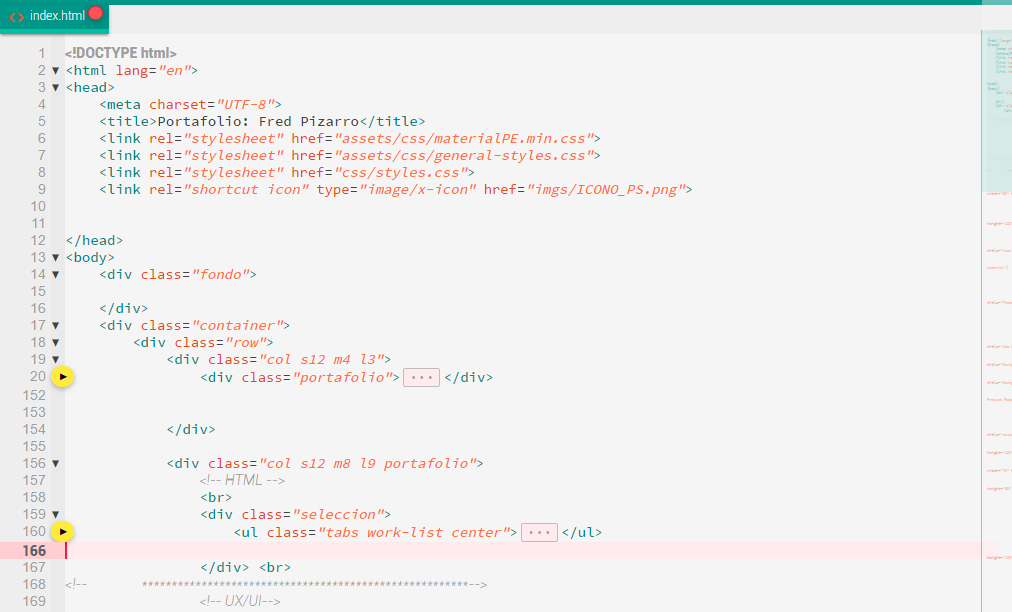 index.html
1 <!DOCTYPE html>
2 <html lang="en">
3 <head>
4 <meta charset="UTF-8">
5 <title>Portafolio: Fred Pizarro</title>
6 <link rel="stylesheet" href="assets/css/materialPE.min.css">
7 <link rel="stylesheet" href="assets/css/general-styles.css">
8 <link rel="stylesheet" href="css/styles.css">
9 <link rel="shortcut icon" type="image/x-icon" href="imgs/ICONO_PS.png">
10
11
12 </head>
13 <body>
14 <div class="fondo">
15
16 </div>
17 <div class="container">
18 <div class="row">
19 <div class="col s12 m4 l3">
20 <div class="portafolio"> ... </div>
152
153
154 </div>
155
156 <div class="col s12 m8 l9 portafolio">
157 <!-- HTML -->
158 <br>
159 <div class="seleccion">
160 <ul class="tabs work-list center"> ... </ul>
166
167 </div> <br>
168 <!-- ******************************************************-->
169 <!-- UX/UI-->